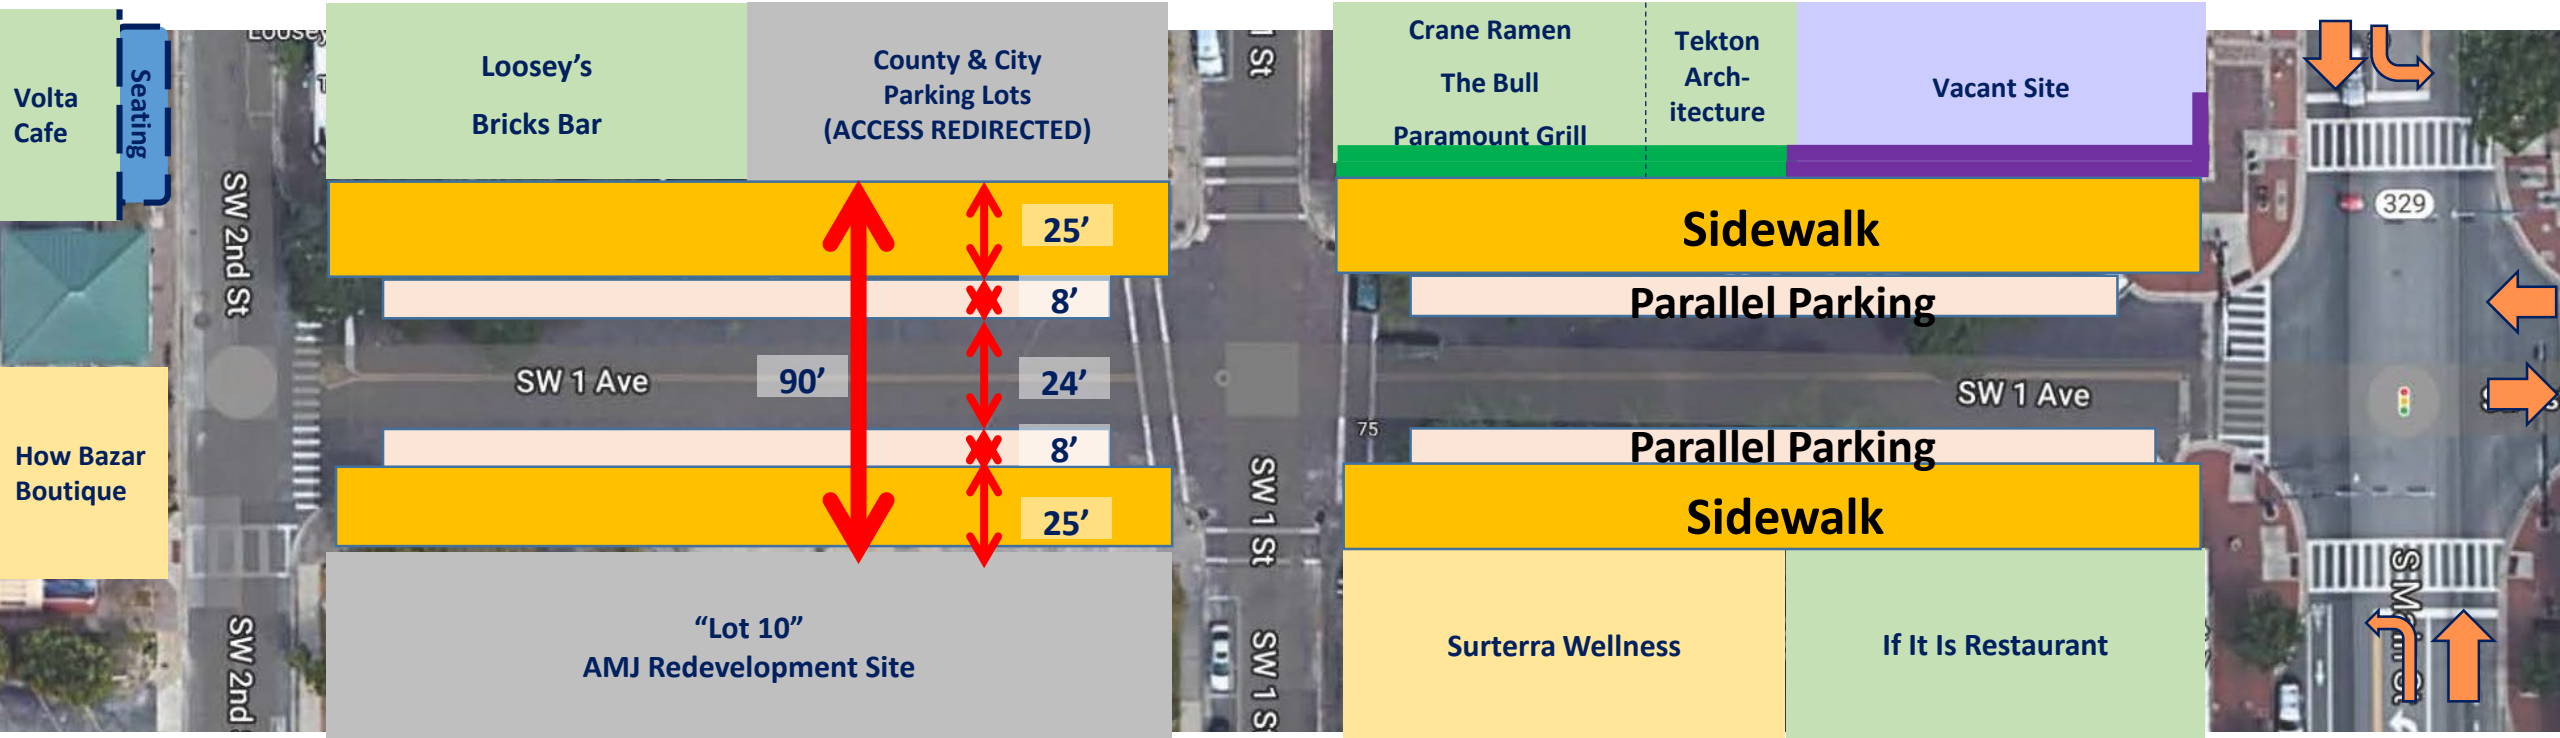 Volta
Cafe
Seating
Loosey
Loosey’s
Bricks Bar
County & City
Parking Lots
(ACCESS REDIRECTED)
St
Crane Ramen
The Bull
Paramount Grill
Tekton
Arch-
itecture
Vacant Site
SW 2nd St
25’
8’
90’
24’
8’
25’
SW 1 Ave
Sidewalk
Parallel Parking
SW 1 Ave
75
Parallel Parking
Sidewalk
329
How Bazar
Boutique
SW 2nd
“Lot 10”
AMJ Redevelopment Site
SW 1 St
SW 1 S
Surterra Wellness
If It Is Restaurant